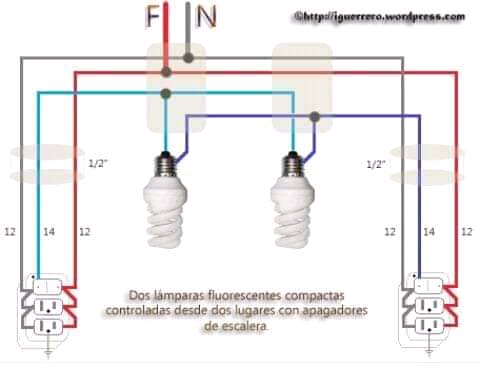 ©http://iguerrero.wordpress.com
F N
1/2"
1/2"
12 14 12
12 14 12
Dos lámparas fluorescentes compactas
controladas desde dos lugares con apagadores
de escalera.